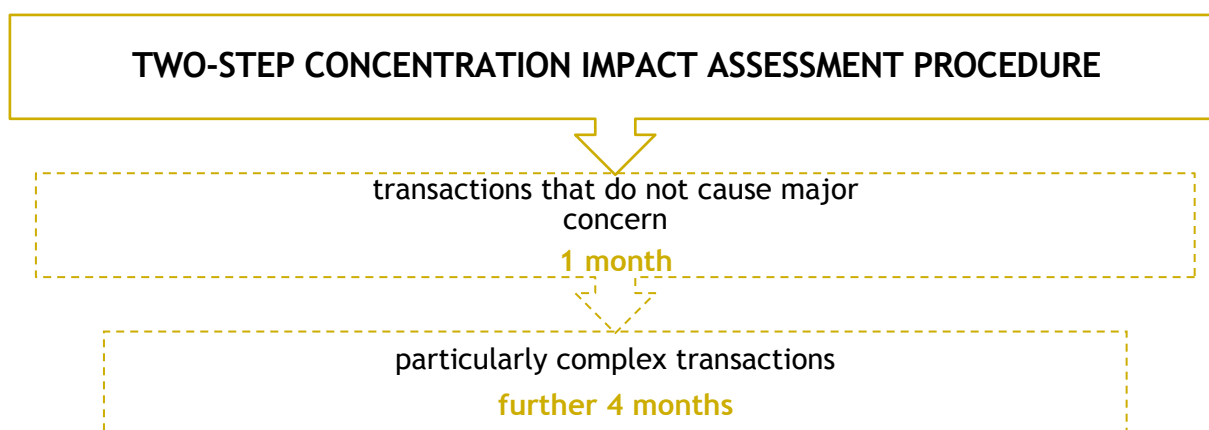 TWO-STEP CONCENTRATION IMPACT ASSESSMENT PROCEDURE
transactions that do not cause major
concern
1 month
particularly complex transactions
further 4 months